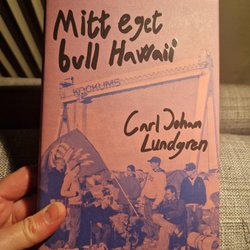 Mitt eget
bull Hawaii
KOCKUMS
Carl Johan
Lundgren